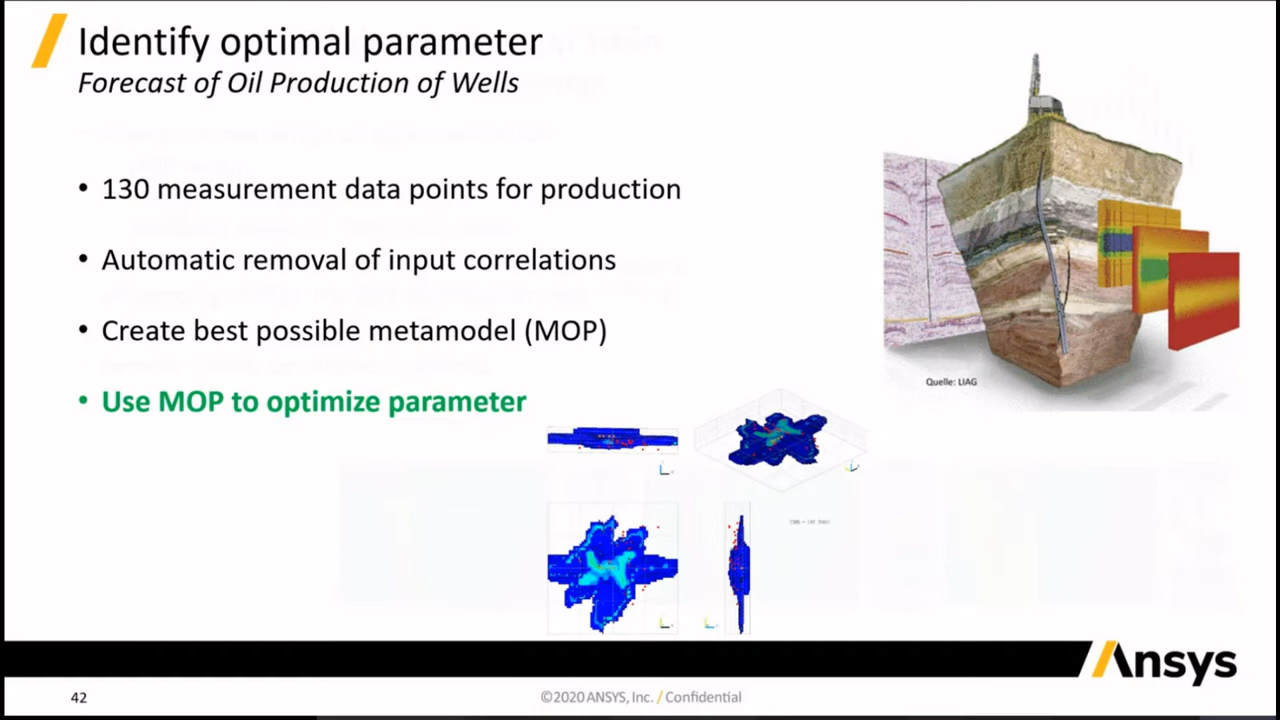 Identify optimal parameter
Forecast of Oil Production of Wells
• 130 measurement data points for production
• Automatic removal of input correlations
• Create best possible metamodel (MOP)
• Use MOP to optimize parameter
Quelle: LIAG
Ansys
42
©2020 ANSYS, Inc. / Confidential